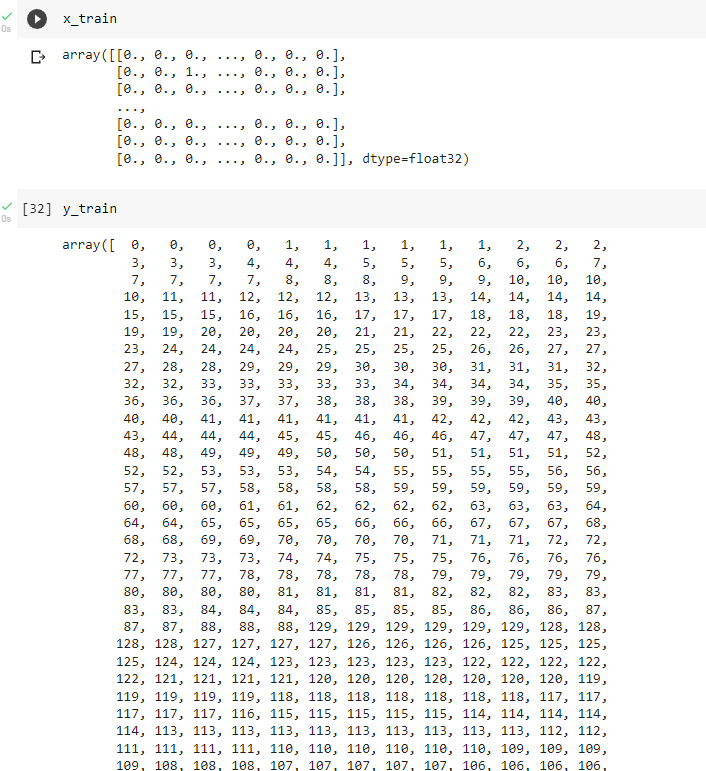 0s
x_train
array([[0., 0., 0., ..., 0., 0., 0.],
[0., 0., 1., ..., 0., 0., 0.],
[0., 0., 0., ..., 0., 0., 0.],
...,
[0., 0., 0., ..., 0., 0., 0.],
[0., 0., 0., ..., 0., 0., 0.],
[0., 0., 0., ..., 0., 0., 0.]], dtype=float32)
0s
[32] y_train
array([ 0, 0, 0, 0, 1, 1, 1, 1, 1, 1, 2, 2, 2,
3, 3, 3, 4, 4, 4, 5, 5, 5, 6, 6, 6, 7,
7, 7, 7, 7, 8, 8, 8, 9, 9, 9, 10, 10, 10,
10, 11, 11, 12, 12, 12, 13, 13, 13, 14, 14, 14, 14,
15, 15, 15, 16, 16, 16, 17, 17, 17, 18, 18, 18, 19,
19, 19, 20, 20, 20, 20, 21, 21, 22, 22, 22, 23, 23,
23, 24, 24, 24, 24, 25, 25, 25, 25, 26, 26, 27, 27,
27, 28, 28, 29, 29, 29, 30, 30, 30, 31, 31, 31, 32,
32, 32, 33, 33, 33, 33, 33, 34, 34, 34, 34, 35, 35,
36, 36, 36, 37, 37, 38, 38, 38, 39, 39, 39, 40, 40,
40, 40, 41, 41, 41, 41, 41, 41, 42, 42, 42, 43, 43,
43, 44, 44, 44, 45, 45, 46, 46, 46, 47, 47, 47, 48,
48, 48, 49, 49, 49, 50, 50, 50, 51, 51, 51, 51, 52,
52, 52, 53, 53, 53, 54, 54, 55, 55, 55, 55, 56, 56,
57, 57, 57, 58, 58, 58, 58, 59, 59, 59, 59, 59, 59,
60, 60, 60, 61, 61, 62, 62, 62, 62, 63, 63, 63, 64,
64, 64, 65, 65, 65, 65, 66, 66, 66, 67, 67, 67, 68,
68, 68, 69, 69, 70, 70, 70, 70, 71, 71, 71, 72, 72,
72, 73, 73, 73, 74, 74, 75, 75, 75, 76, 76, 76, 76,
77, 77, 77, 78, 78, 78, 78, 78, 79, 79, 79, 79, 79,
80, 80, 80, 80, 81, 81, 81, 81, 82, 82, 82, 83, 83,
83, 83, 84, 84, 84, 85, 85, 85, 85, 86, 86, 86, 87,
87, 87, 88, 88, 88, 129, 129, 129, 129, 129, 129, 128, 128,
128, 128, 127, 127, 127, 127, 126, 126, 126, 126, 125, 125, 125,
125, 124, 124, 124, 123, 123, 123, 123, 123, 122, 122, 122, 122,
122, 121, 121, 121, 121, 120, 120, 120, 120, 120, 120, 120, 119,
119, 119, 119, 119, 118, 118, 118, 118, 118, 118, 118, 117, 117,
117, 117, 117, 116, 115, 115, 115, 115, 115, 114, 114, 114, 114,
114, 113, 113, 113, 113, 113, 113, 113, 113, 113, 113, 112, 112,
111, 111, 111, 111, 110, 110, 110, 110, 110, 110, 109, 109, 109,
109, 108, 108, 108, 107, 107, 107, 107, 107, 106, 106, 106, 106,